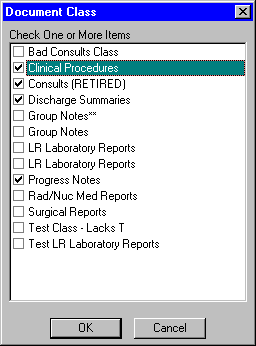 Document Class
Check One or More Items
Bad Consults Class
Clinical Procedures
Consults (RETIRED)
Discharge Summaries
Group Notes**
Group Notes
LR Laboratory Reports
LR Laboratory Reports
Progress Notes
Rad/Nuc Med Reports
Surgical Reports
Test Class - Lacks T
Test LR Laboratory Reports
OK
Cancel